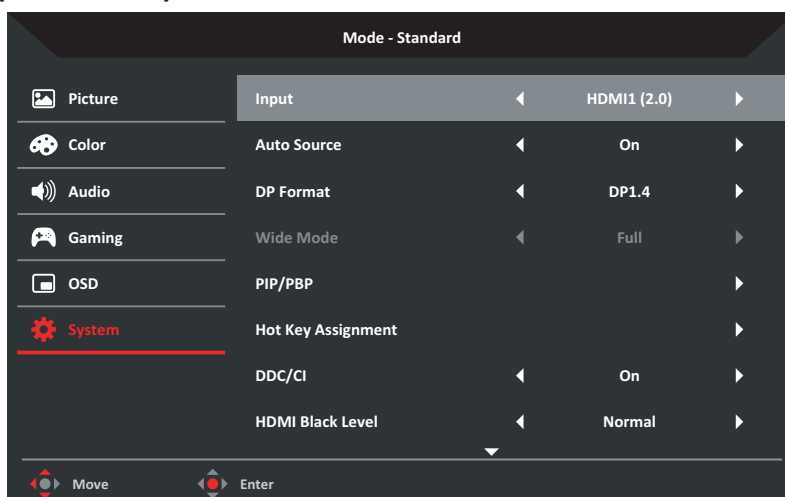 Mode - Standard
Picture
Input HDMI1 (2.0)
Color
Auto Source On
Audio
DP Format DP1.4
Gaming
Wide Mode Full
OSD
PIP/PBP
System
Hot Key Assignment
DDC/CI On
HDMI Black Level Normal
Move Enter